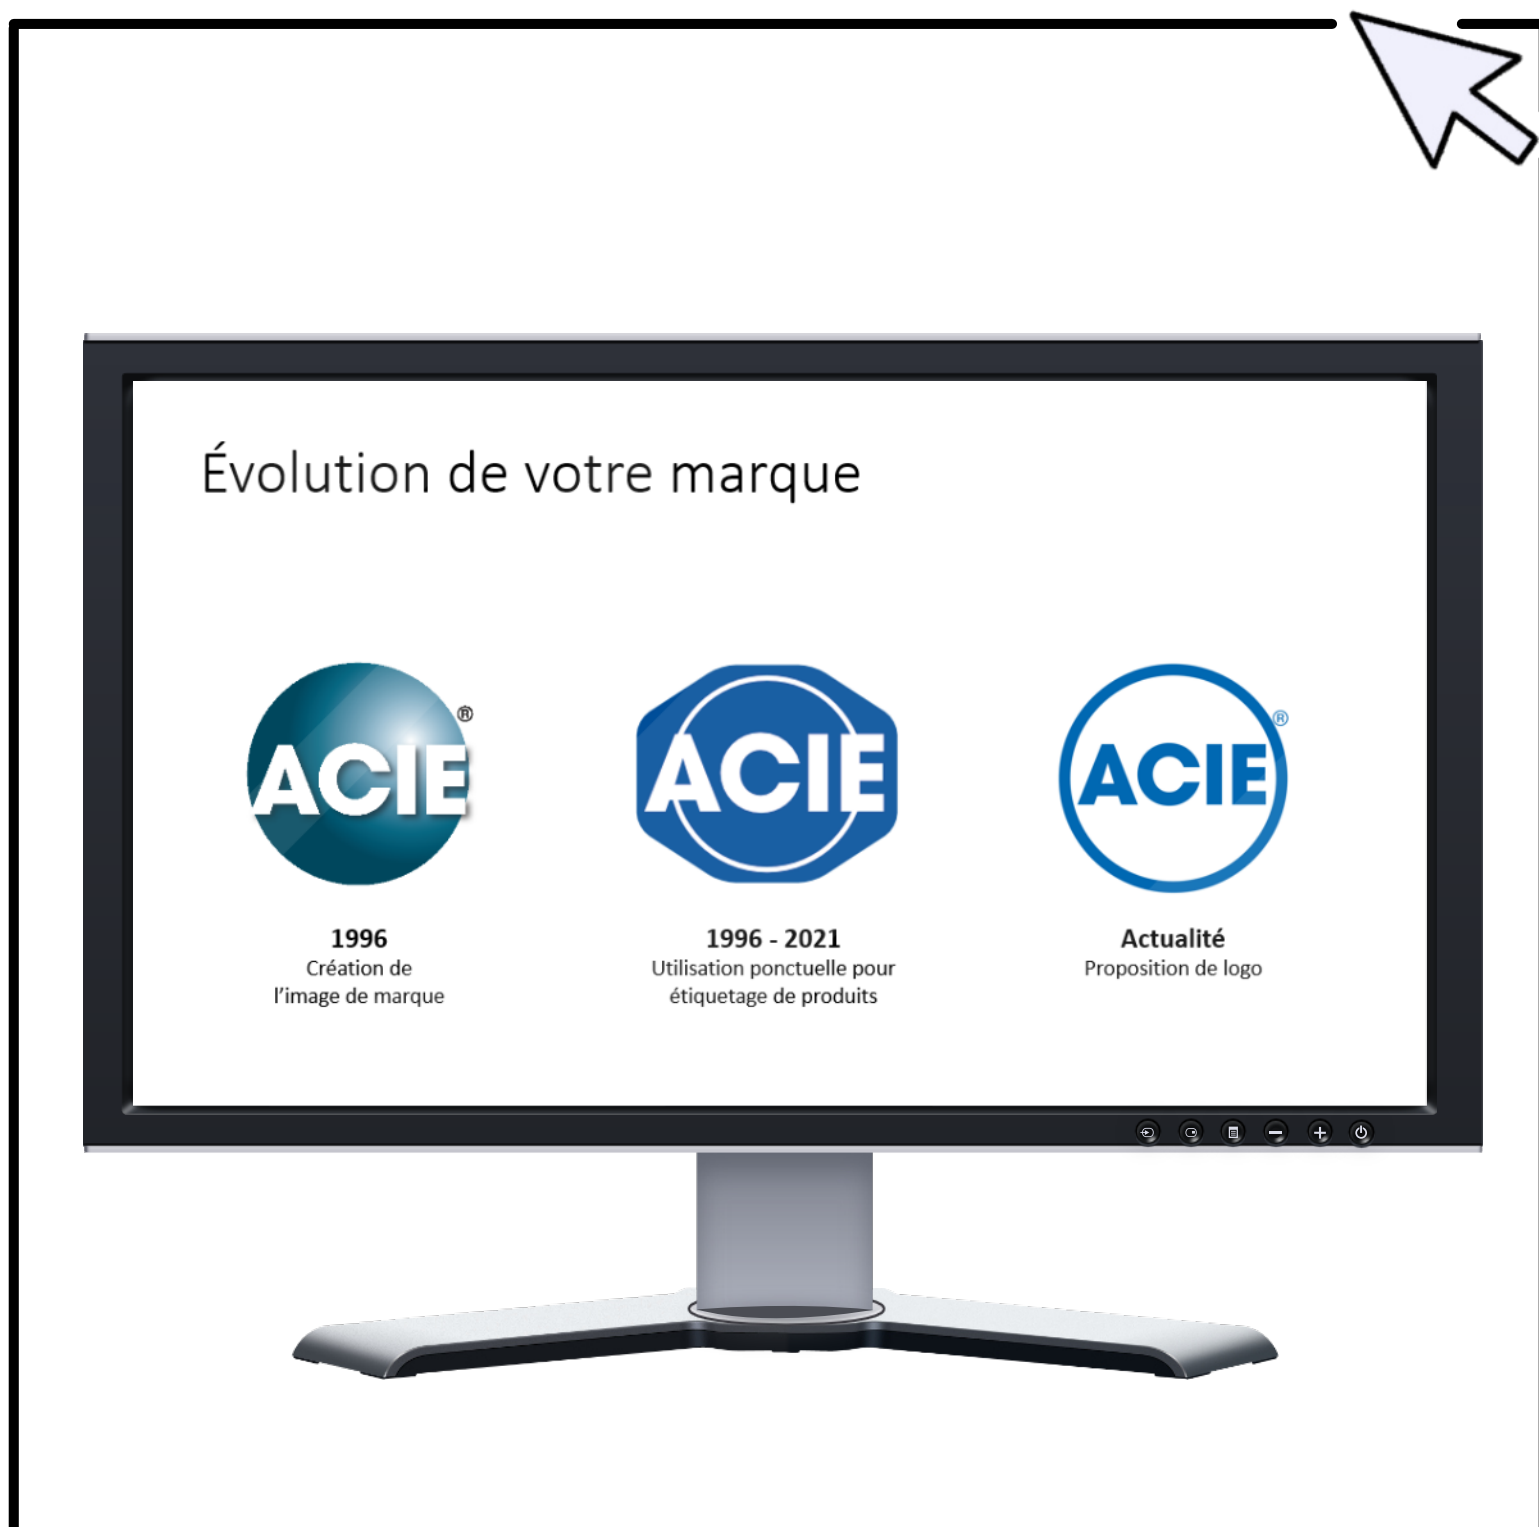 Évolution de votre marque
ACIE®
ACIE
ACIE®
1996
Création de
l'image de marque
1996 - 2021
Utilisation ponctuelle pour
étiquetage de produits
Actualité
Proposition de logo